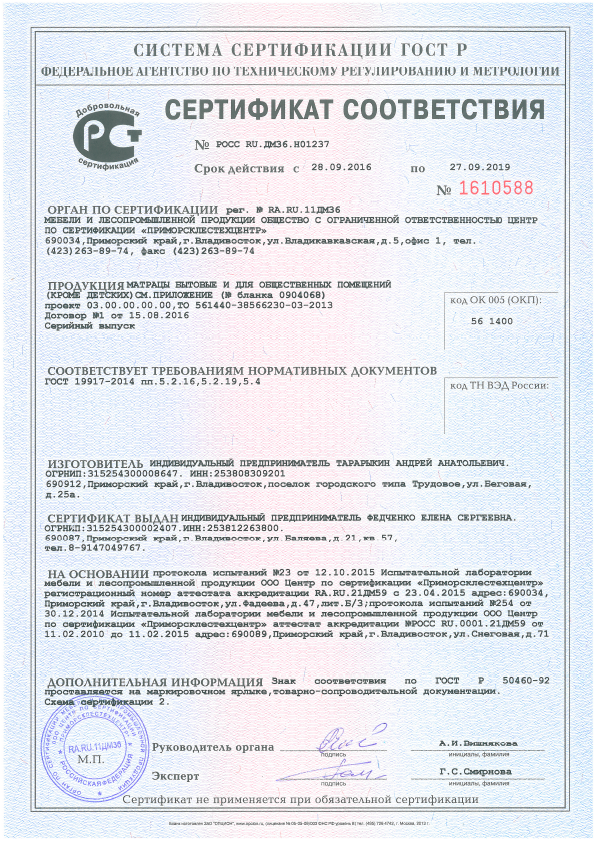 СИСТЕМА СЕРТИФИКАЦИИ ГОСТ Р
ФЕДЕРАЛЬНОЕ АГЕНТСТВО ПО ТЕХНИЧЕСКОМУ РЕГУЛИРОВАНИЮ И МЕТРОЛОГИИ
Добровольная
сертификация
СЕРТИФИКАТ СООТВЕТСТВИЯ
№ РОСС RU.ДМ36.Н01237
Срок действия с 28.09.2016 по 27.09.2019
№ 1610588
ОРГАН ПО СЕРТИФИКАЦИИ рег. № RA.RU.11ДМ36
МЕБЕЛИ И ЛЕСОПРОМЫШЛЕННОЙ ПРОДУКЦИИ ОБЩЕСТВО С ОГРАНИЧЕННОЙ ОТВЕТСТВЕННОСТЬЮ ЦЕНТР
ПО СЕРТИФИКАЦИИ «ПРИМОРСКЛЕСТЕХЦЕНТР»
690034,Приморский край,г.Владивосток,ул.Владикавкавская,д.5,офис 1, тел.
(423)263-89-74, факс (423)263-89-74
ПРОДУКЦИЯ МАТРАЦЫ БЫТОВЫЕ И ДЛЯ ОБЩЕСТВЕННЫХ ПОМЕЩЕНИЙ
(КРОМЕ ДЕТСКИХ)СМ.ПРИЛОЖЕНИЕ (№ бланка 0904068)
проект 03.00.00.00.00,ТО 561440-38566230-03-2013
Договор №1 от 15.08.2016
Серийный выпуск
код ОК 005 (ОКП):
56 1400
СООТВЕТСТВУЕТ ТРЕБОВАНИЯМ НОРМАТИВНЫХ ДОКУМЕНТОВ
ГОСТ 19917-2014 пп.5.2.16,5.2.19,5.4
код ТН ВЭД России:
ИЗГОТОВИТЕЛЬ ИНДИВИДУАЛЬНЫЙ ПРЕДПРИНИМАТЕЛЬ ТАРАРЫКИН АНДРЕЙ АНАТОЛЬЕВИЧ.
ОГРНИП:315254300008647. ИНН:253808309201
690912,Приморский край,г.Владивосток,поселок городского типа Трудовое,ул.Беговая,
д.25а.
СЕРТИФИКАТ ВЫДАН ИНДИВИДУАЛЬНЫЙ ПРЕДПРИНИМАТЕЛЬ ФЕДЧЕНКО ЕЛЕНА СЕРГЕЕВНА.
ОГРНИП:315254300002407.ИНН:253812263800.
690087,Приморский край,г.Владивосток,ул.Баляева,д.21,кв.57,
тел.8-9147049767.
НА ОСНОВАНИИ протокола испытаний №23 от 12.10.2015 Испытательной лаборатории
мебели и лесопромышленной продукции ООО Центр по сертификации «Приморсклестехцентр»
регистрационный номер аттестата аккредитации RA.RU.21ДМ59 с 23.04.2015 адрес:690034,
Приморский край,г.Владивосток,ул.Фадеева,д.47,лит.Б/3;протокола испытаний №254 от
30.12.2014 Испытательной лаборатории мебели и лесопромышленной продукции ООО Центр
по сертификации «Приморсклестехцентр» аттестат аккредитации №РОСС RU.0001.21ДМ59 от
11.02.2010 до 11.02.2015 адрес:690089,Приморский край,г.Владивосток,ул.Снеговая,д.71
ДОПОЛНИТЕЛЬНАЯ ИНФОРМАЦИЯ Знак соответствия по ГОСТ Р 50460-92
проставляется на маркировочном ярлыке,товарно-сопроводительной документации.
Схема сертификации 2.
RA.RU.11ДМ36
РОССИЙСКАЯ ФЕДЕРАЦИЯ
М.П.
Руководитель органа
подпись
А.И.Вишнякова
инициалы, фамилия
Эксперт
подпись
Г.С.Смирнова
инициалы, фамилия
Сертификат не применяется при обязательной сертификации